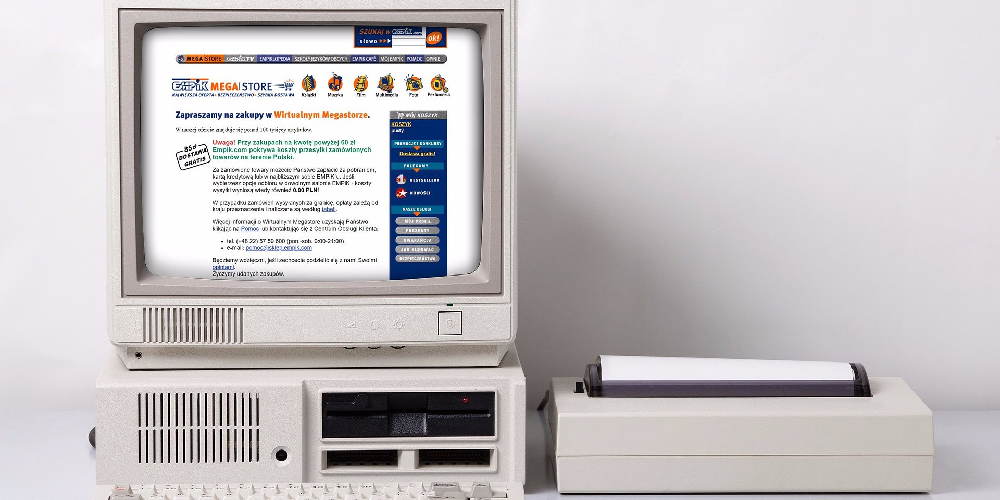 SZUKAJ w EMPiK.com
słowo ok!
MEGA|STORE EMPiK TV EMPIKLOPEDIA SZKOŁY JĘZYKÓW OBCYCH EMPIK CAFÉ MÓJ EMPIK POMOC OPINIE
EMPiK MEGA|STORE
NAJWIĘKSZA OFERTA BEZPIECZEŃSTWO SZYBKA DOSTAWA
Książki Muzyka Film Multimedia Foto Perfumeria
Zapraszamy na zakupy w Wirtualnym Megastorze.
W naszej ofercie znajduje się ponad 100 tysięcy artykułów.
85zł
DOSTAWA
GRATIS
Uwaga! Przy zakupach na kwotę powyżej 60 zł
Empik.com pokrywa koszty przesyłki zamówionych
towarów na terenie Polski.
Za zamówione towary możecie Państwo zapłacić za pobraniem,
kartą kredytową lub w najbliższym sobie EMPiK`u. Jeśli
wybierzesz opcję odbioru w dowolnym salonie EMPiK - koszty
wysyłki wyniosą wtedy również 0.00 PLN!
W przypadku zamówień wysyłanych za granicę, opłaty zależą od
kraju przeznaczenia i naliczane są według tabeli.
Więcej informacji o Wirtualnym Megastore uzyskają Państwo
klikając na Pomoc lub kontaktując się z Centrum Obsługi Klienta:
• tel. (+48 22) 57 59 600 (pon.-sob. 9:00-21:00)
• e-mail: pomoc@sklep.empik.com
Będziemy wdzięczni, jeśli zechcecie podzielić się z nami Swoimi
opiniami.
Życzymy udanych zakupów.
MÓJ KOSZYK
KOSZYK
pusty
PROMOCJE I KONKURSY
Dostawa gratis!
POLECAMY
1 BESTSELLERY
NOWOŚCI
NASZE USŁUGI
MÓJ PROFIL
PREZENTY
GWARANCJA
JAK KUPOWAĆ
BEZPIECZEŃSTWO
Backspace